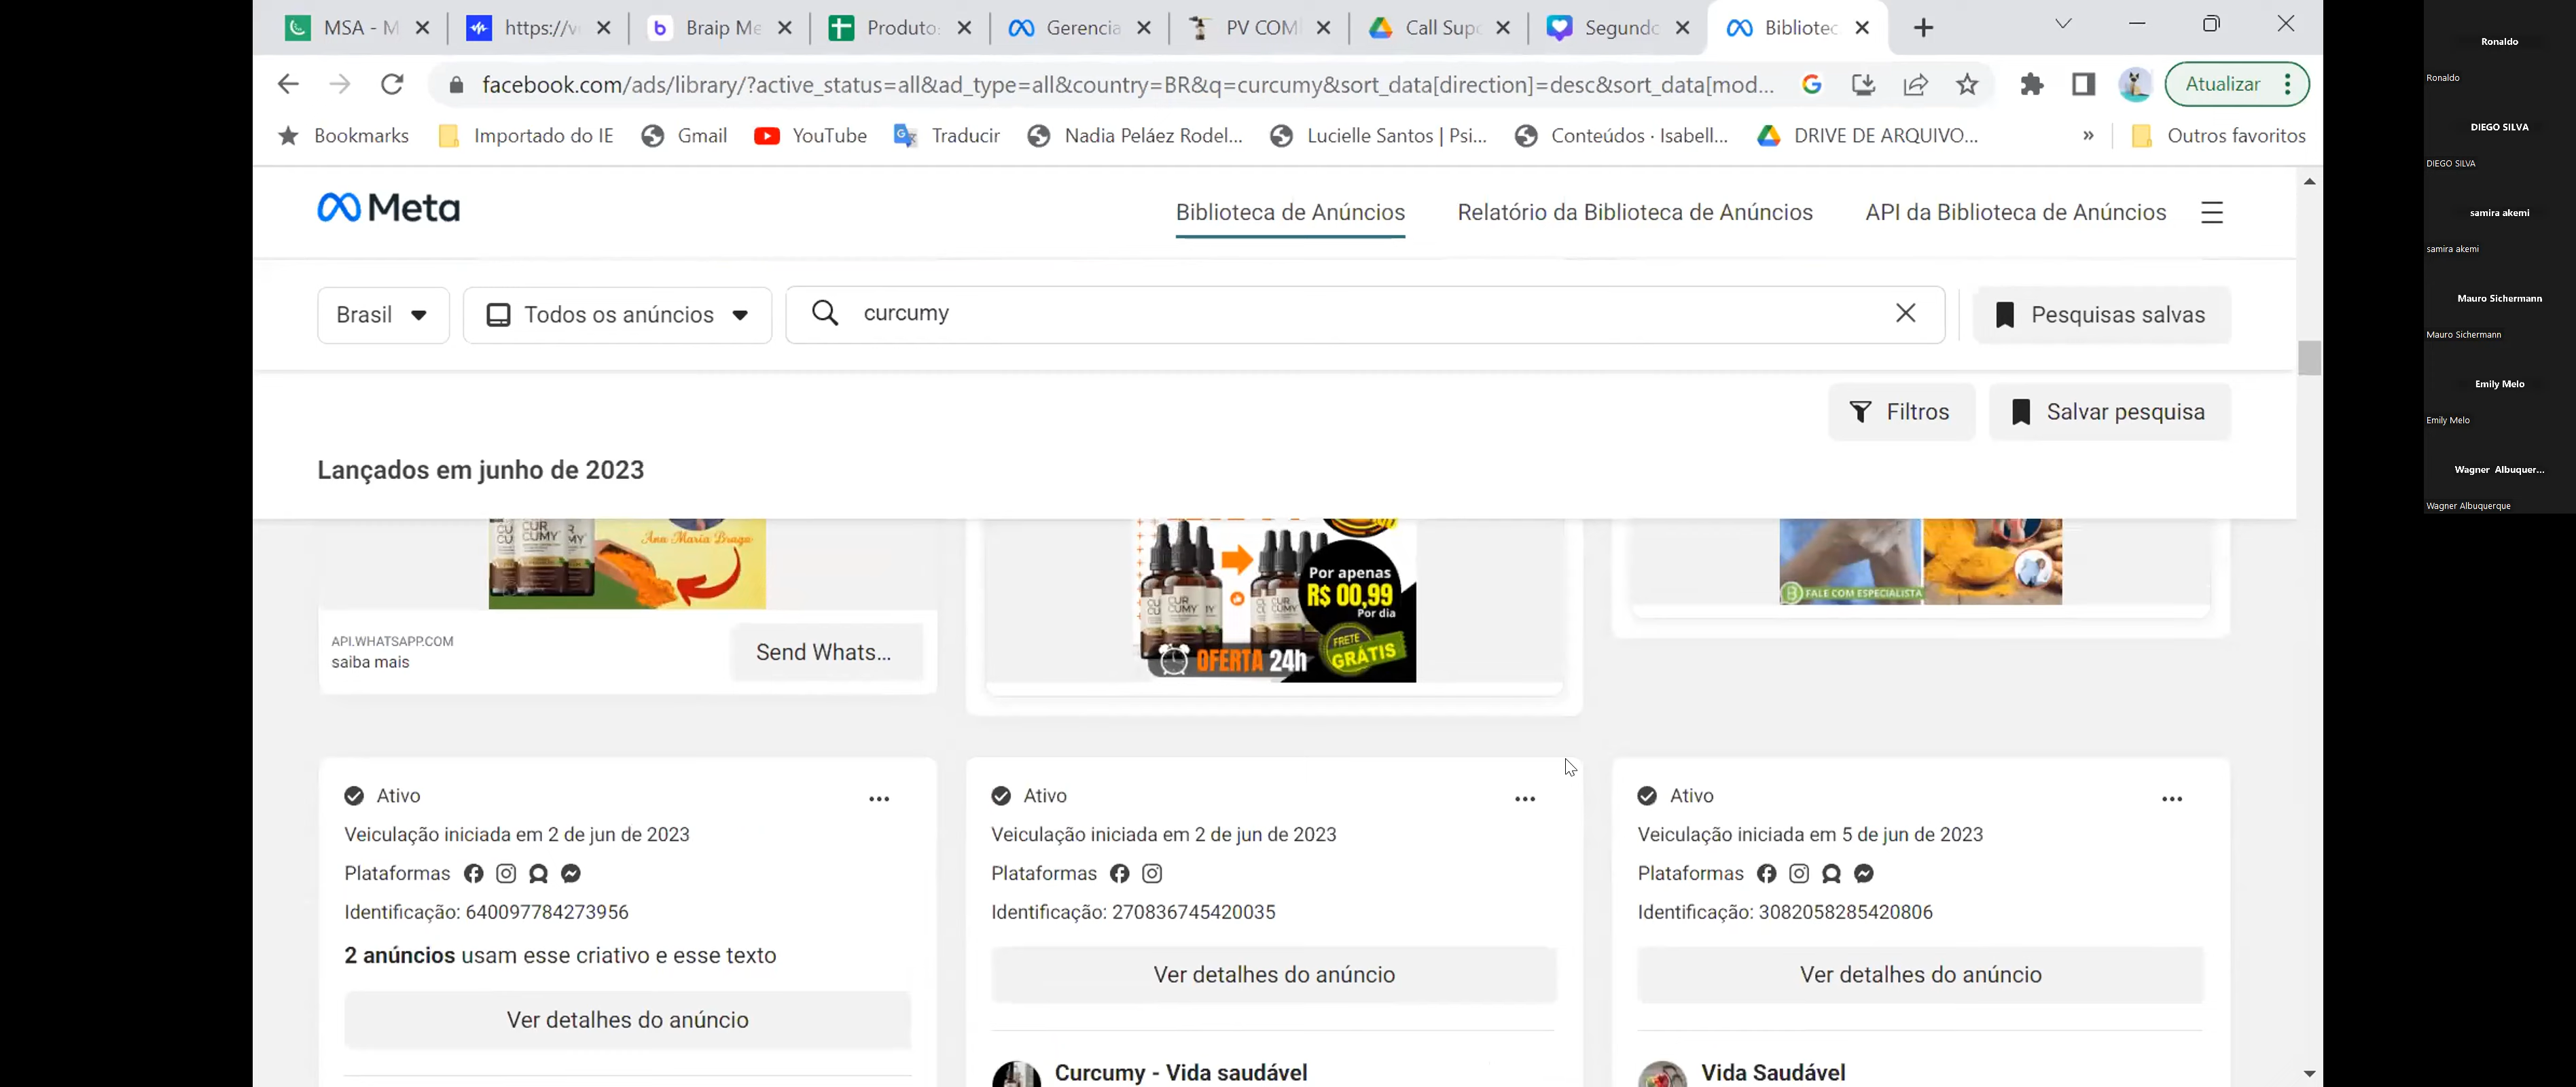 MSA - M
https://v
Braip Me
Produto
Gerencia
PV COM
Call Supo
Segundo
Bibliotec
facebook.com/ads/library/?active_status=all&ad_type=all&country=BR&q=curcumy&sort_data[direction]=desc&sort_data[mod...
Atualizar
Bookmarks
Importado do IE
Gmail
YouTube
Traducir
Nadia Peláez Rodel...
Lucielle Santos | Psi...
Conteúdos · Isabell...
DRIVE DE ARQUIVO...
»
Outros favoritos
Meta
Biblioteca de Anúncios
Relatório da Biblioteca de Anúncios
API da Biblioteca de Anúncios
Brasil
Todos os anúncios
curcumy
Pesquisas salvas
Filtros
Salvar pesquisa
Lançados em junho de 2023
CUR
CUMY
Ana Maria Braga
API.WHATSAPP.COM
saiba mais
Send Whats...
CUR
CUMY
Por apenas
R$ 00,99
Por dia
FRETE
GRÁTIS
OFERTA 24h
FALE COM ESPECIALISTA
Ativo
Veiculação iniciada em 2 de jun de 2023
Plataformas
Identificação: 640097784273956
2 anúncios usam esse criativo e esse texto
Ver detalhes do anúncio
Ativo
Veiculação iniciada em 2 de jun de 2023
Plataformas
Identificação: 270836745420035
Ver detalhes do anúncio
Curcumy - Vida saudável
Ativo
Veiculação iniciada em 5 de jun de 2023
Plataformas
Identificação: 3082058285420806
Ver detalhes do anúncio
Vida Saudável
Ronaldo
Ronaldo
DIEGO SILVA
DIEGO SILVA
samira akemi
samira akemi
Mauro Sichermann
Mauro Sichermann
Emily Melo
Emily Melo
Wagner Albuquer...
Wagner Albuquerque